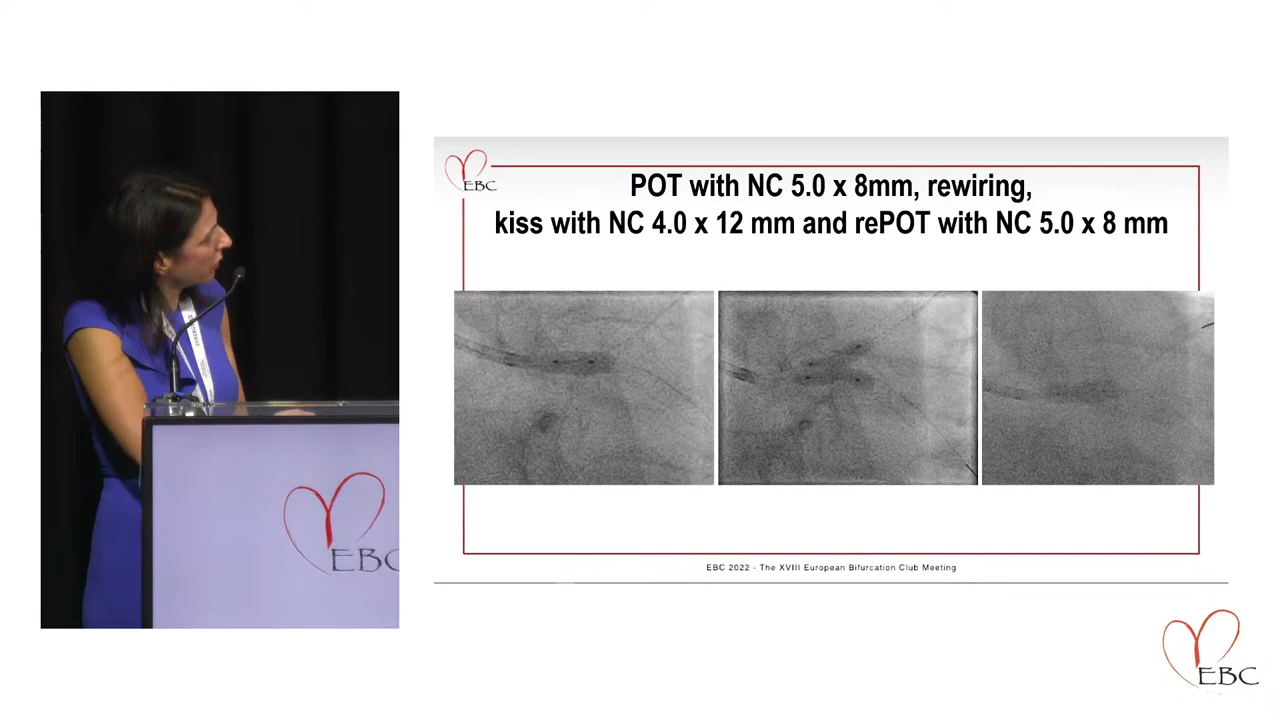 EBC
POT with NC 5.0 x 8mm, rewiring,
kiss with NC 4.0 x 12 mm and rePOT with NC 5.0 x 8 mm
EBC 2022 - The XVIII European Bifurcation Club Meeting
EBC
EBC